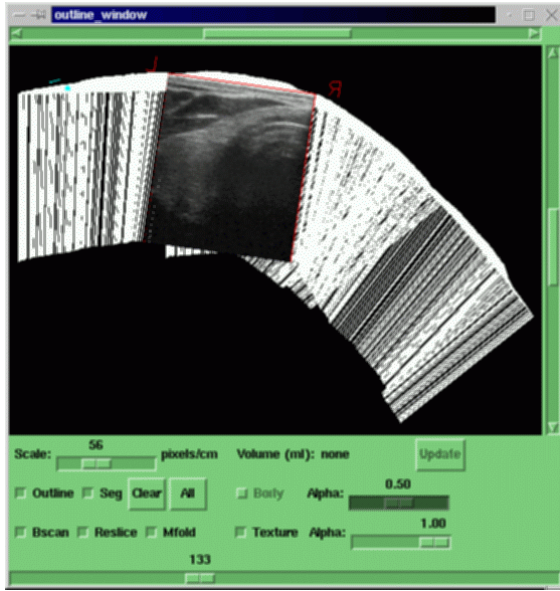 outline_window
L
R
56
Scale: pixels/cm Volume (ml): none Update
Outline Seg Clear All Body Alpha: 0.50
Bscan Reslice Mfold Texture Alpha: 1.00
133